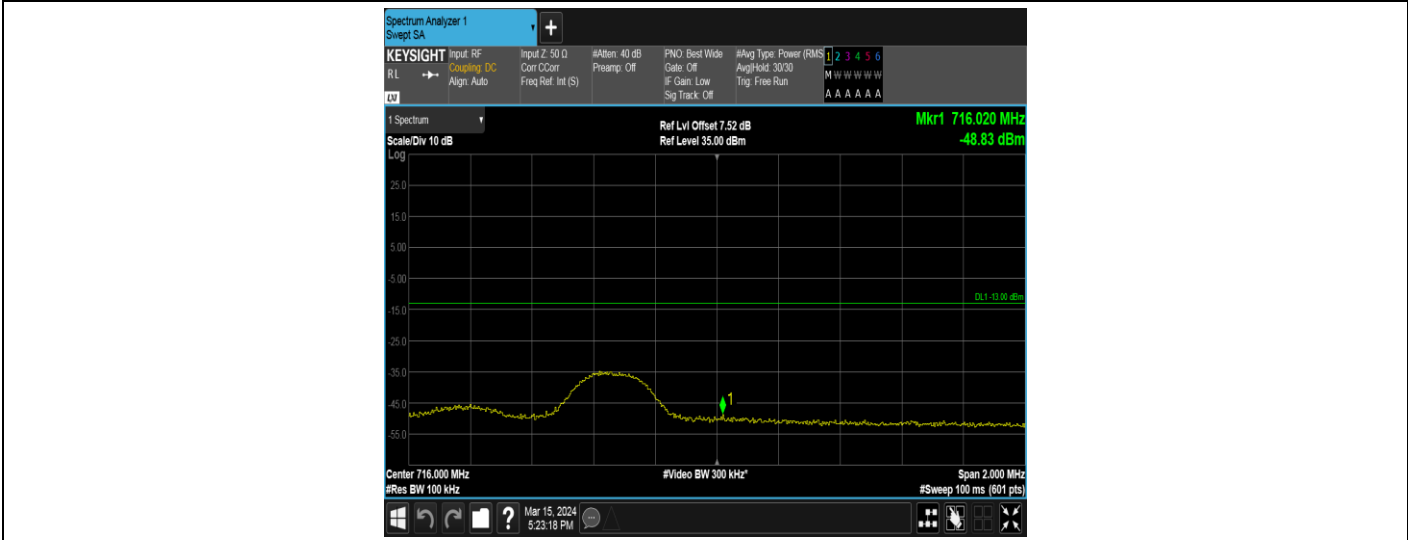 Spectrum Analyzer 1
Swept SA
+
KEYSIGHT Input: RF Input Z: 50 Ω #Atten: 40 dB PNO: Best Wide #Avg Type: Power (RMS 1 2 3 4 5 6
RL Coupling: DC Corr CCorr Preamp: Off Gate: Off Avg|Hold: 30/30 M W W W W W
Align: Auto Freq Ref: Int (S) IF Gain: Low Trig: Free Run
LXI Sig Track: Off A A A A A A
1 Spectrum Ref Lvl Offset 7.52 dB Mkr1 716.020 MHz
Scale/Div 10 dB Ref Level 35.00 dBm -48.83 dBm
Log
25.0
15.0
5.00
-5.00
DL1 -13.00 dBm
-15.0
-25.0
-35.0
1
-45.0
-55.0
Center 716.000 MHz #Video BW 300 kHz* Span 2.000 MHz
#Res BW 100 kHz #Sweep 100 ms (601 pts)
? Mar 15, 2024
5:23:18 PM